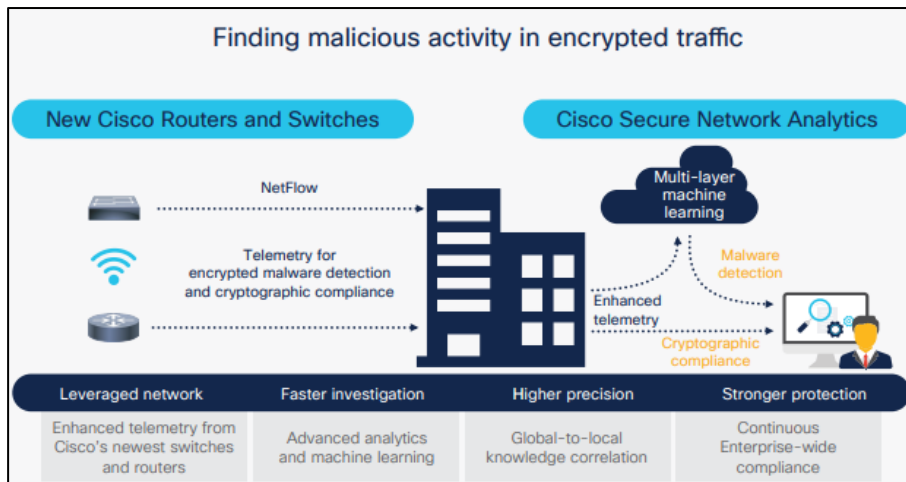 Finding malicious activity in encrypted traffic
New Cisco Routers and Switches
Cisco Secure Network Analytics
NetFlow
Telemetry for
encrypted malware detection
and cryptographic compliance
Multi-layer
machine
learning
Malware
detection
Enhanced
telemetry
Cryptographic
compliance
Leveraged network
Faster investigation
Higher precision
Stronger protection
Enhanced telemetry from
Cisco's newest switches
and routers
Advanced analytics
and machine learning
Global-to-local
knowledge correlation
Continuous
Enterprise-wide
compliance